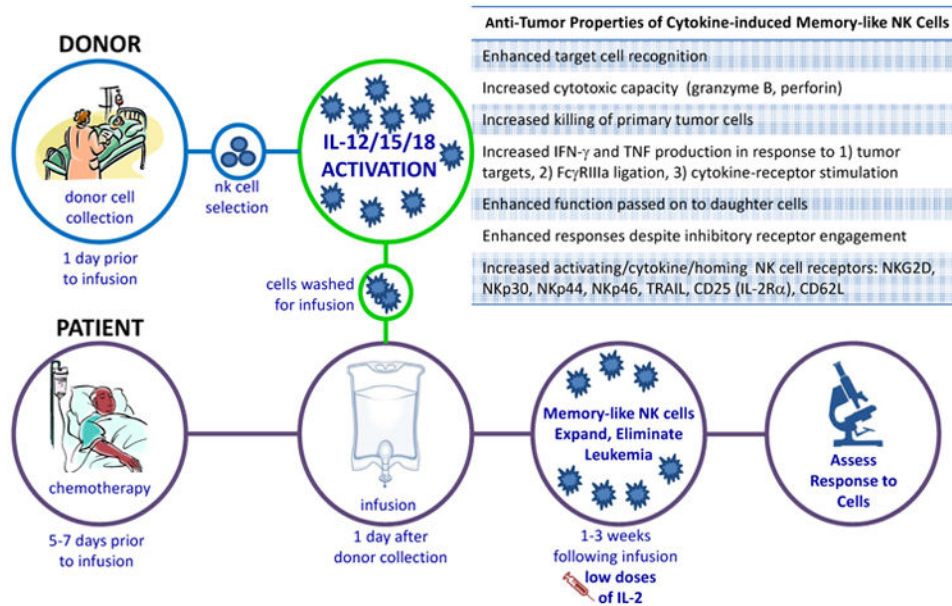 DONOR
donor cell
collection
1 day prior
to infusion
nk cell
selection
IL-12/15/18
ACTIVATION
cells washed
for infusion
Anti-Tumor Properties of Cytokine-induced Memory-like NK Cells
Enhanced target cell recognition
Increased cytotoxic capacity (granzyme B, perforin)
Increased killing of primary tumor cells
Increased IFN-γ and TNF production in response to 1) tumor
targets, 2) FcγRIIIa ligation, 3) cytokine-receptor stimulation
Enhanced function passed on to daughter cells
Enhanced responses despite inhibitory receptor engagement
Increased activating/cytokine/homing NK cell receptors: NKG2D,
NKp30, NKp44, NKp46, TRAIL, CD25 (IL-2Rα), CD62L
PATIENT
chemotherapy
5-7 days prior
to infusion
infusion
1 day after
donor collection
Memory-like NK cells
Expand, Eliminate
Leukemia
1-3 weeks
following infusion
low doses
of IL-2
Assess
Response to
Cells